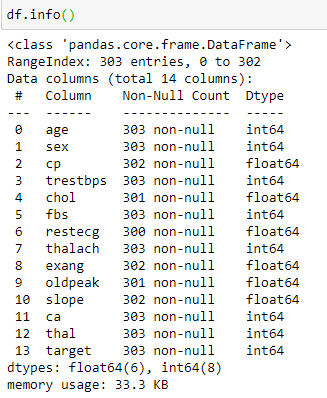 df.info()
<class 'pandas.core.frame.DataFrame'>
RangeIndex: 303 entries, 0 to 302
Data columns (total 14 columns):
 #   Column    Non-Null Count  Dtype
---  ------    --------------  -----
 0   age       303 non-null    int64
 1   sex       303 non-null    int64
 2   cp        302 non-null    float64
 3   trestbps  303 non-null    int64
 4   chol      301 non-null    float64
 5   fbs       303 non-null    int64
 6   restecg   300 non-null    float64
 7   thalach   303 non-null    int64
 8   exang     302 non-null    float64
 9   oldpeak   301 non-null    float64
 10  slope     302 non-null    float64
 11  ca        303 non-null    int64
 12  thal      303 non-null    int64
 13  target    303 non-null    int64
dtypes: float64(6), int64(8)
memory usage: 33.3 KB